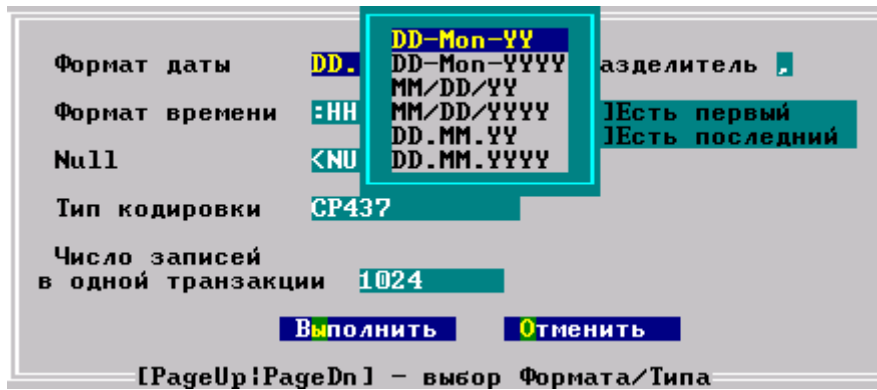 DD-Mon-YY
DD-Mon-YYYY
MM/DD/YY
MM/DD/YYYY
DD.MM.YY
DD.MM.YYYY
Формат даты DD. азделитель ,
Формат времени :HH ]Есть первый
]Есть последний
Null <NU
Тип кодировки CP437
Число записей
в одной транзакции 1024
Выполнить Отменить
[PageUp¦PageDn] - выбор Формата/Типа